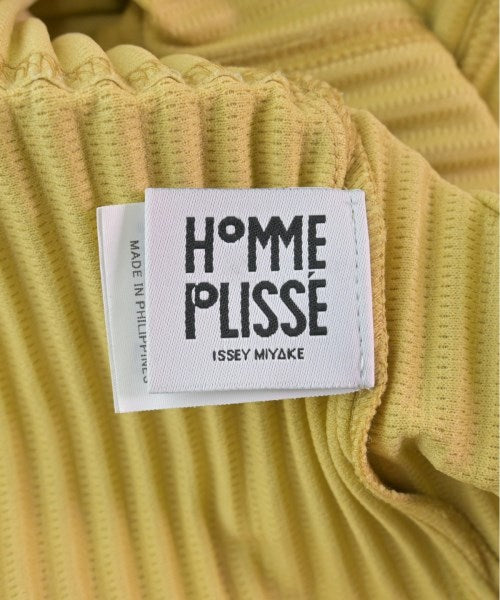 HOMME
PLISSÉ
ISSEY MIYAKE
MADE IN PHILIPPINES